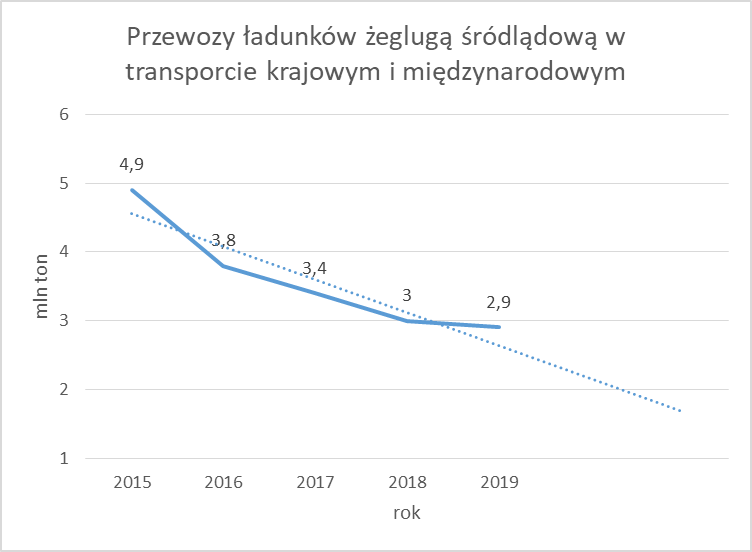 Przewozy ładunków żeglugą śródlądową w
transporcie krajowym i międzynarodowym
6
4,9
5
4
3,8
3,4
3
2,9
3
2
1
mln ton
2015 2016 2017 2018 2019
rok